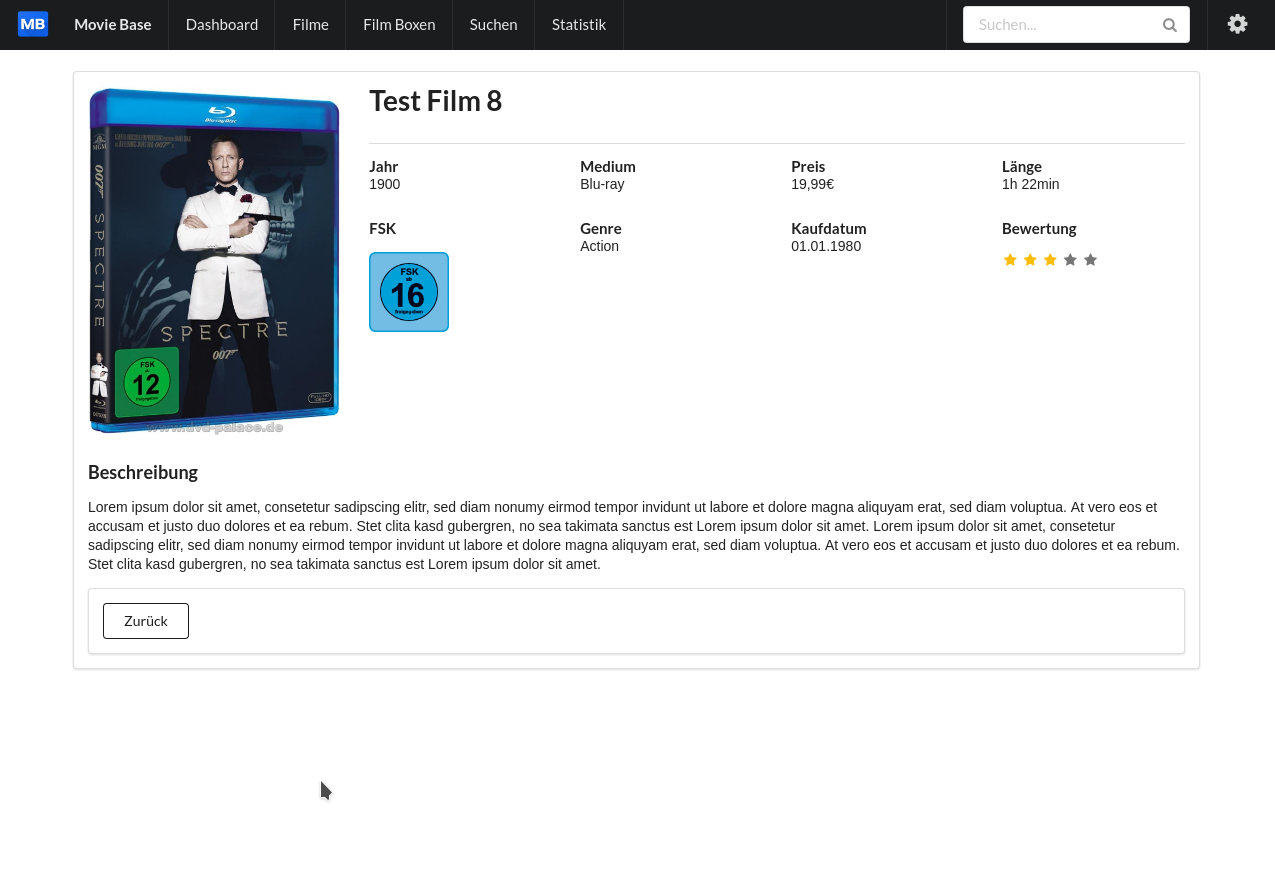 MB Movie Base Dashboard Filme Film Boxen Suchen Statistik Suchen...
Test Film 8
Jahr Medium Preis Länge
1900 Blu-ray 19,99€ 1h 22min
FSK Genre Kaufdatum Bewertung
Action 01.01.1980
FSK
ab
16
freigegeben
Blu-ray Disc
MGM
007
SPECTRE
SPECTRE
007
FSK
ab
12
freigegeben
www.dvd-palace.de
Beschreibung
Lorem ipsum dolor sit amet, consetetur sadipscing elitr, sed diam nonumy eirmod tempor invidunt ut labore et dolore magna aliquyam erat, sed diam voluptua. At vero eos et
accusam et justo duo dolores et ea rebum. Stet clita kasd gubergren, no sea takimata sanctus est Lorem ipsum dolor sit amet. Lorem ipsum dolor sit amet, consetetur
sadipscing elitr, sed diam nonumy eirmod tempor invidunt ut labore et dolore magna aliquyam erat, sed diam voluptua. At vero eos et accusam et justo duo dolores et ea rebum.
Stet clita kasd gubergren, no sea takimata sanctus est Lorem ipsum dolor sit amet.
Zurück